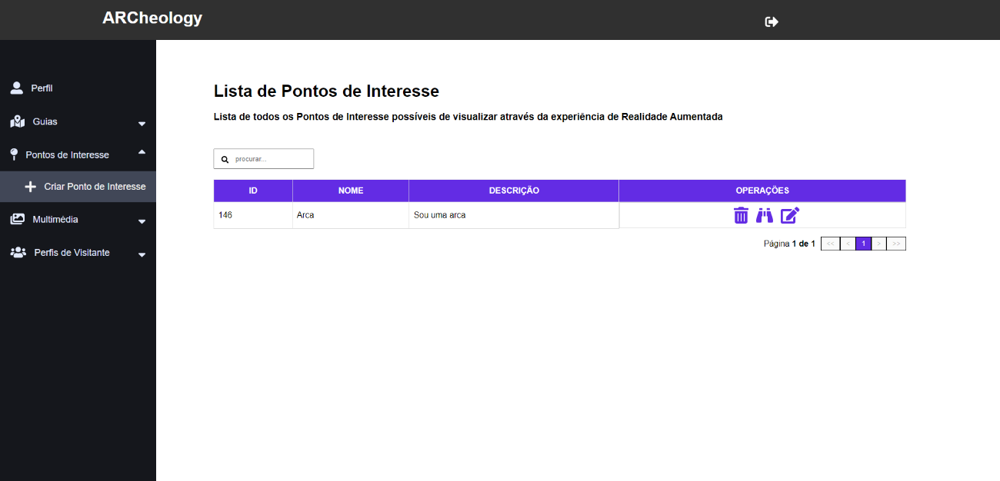 ARCheology
Perfil
Guias
Pontos de Interesse
Criar Ponto de Interesse
Multimédia
Perfis de Visitante
Lista de Pontos de Interesse
Lista de todos os Pontos de Interesse possíveis de visualizar através da experiência de Realidade Aumentada
procurar...
ID NOME DESCRIÇÃO OPERAÇÕES
146 Arca Sou uma arca
Página 1 de 1 << < 1 > >>